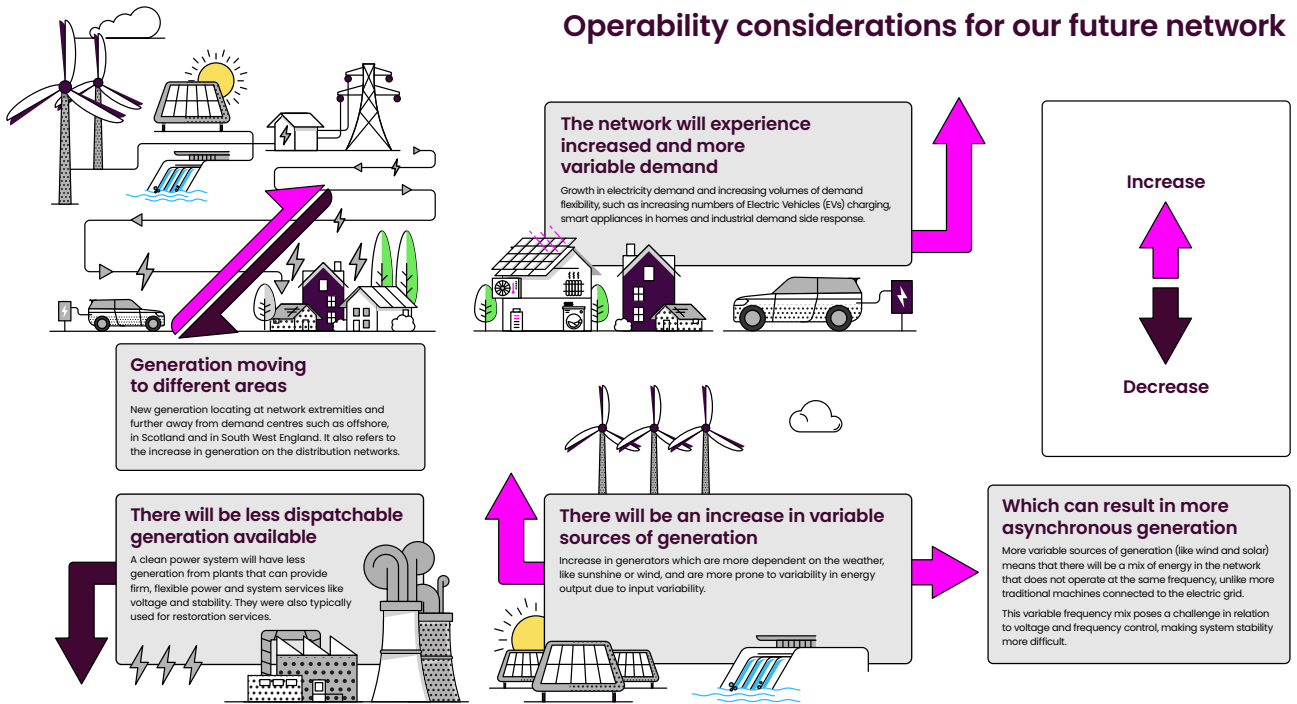 Operability considerations for our future network
The network will experience
increased and more
variable demand
Growth in electricity demand and increasing volumes of demand
flexibility, such as increasing numbers of Electric Vehicles (EVs) charging,
smart appliances in homes and industrial demand side response.
Increase
Decrease
Generation moving
to different areas
New generation locating at network extremities and
further away from demand centres such as offshore,
in Scotland and in South West England. It also refers to
the increase in generation on the distribution networks.
There will be less dispatchable
generation available
A clean power system will have less
generation from plants that can provide
firm, flexible power and system services like
voltage and stability. They were also typically
used for restoration services.
There will be an increase in variable
sources of generation
Increase in generators which are more dependent on the weather,
like sunshine or wind, and are more prone to variability in energy
output due to input variability.
Which can result in more
asynchronous generation
More variable sources of generation (like wind and solar)
means that there will be a mix of energy in the network
that does not operate at the same frequency, unlike more
traditional machines connected to the electric grid.
This variable frequency mix poses a challenge in relation
to voltage and frequency control, making system stability
more difficult.